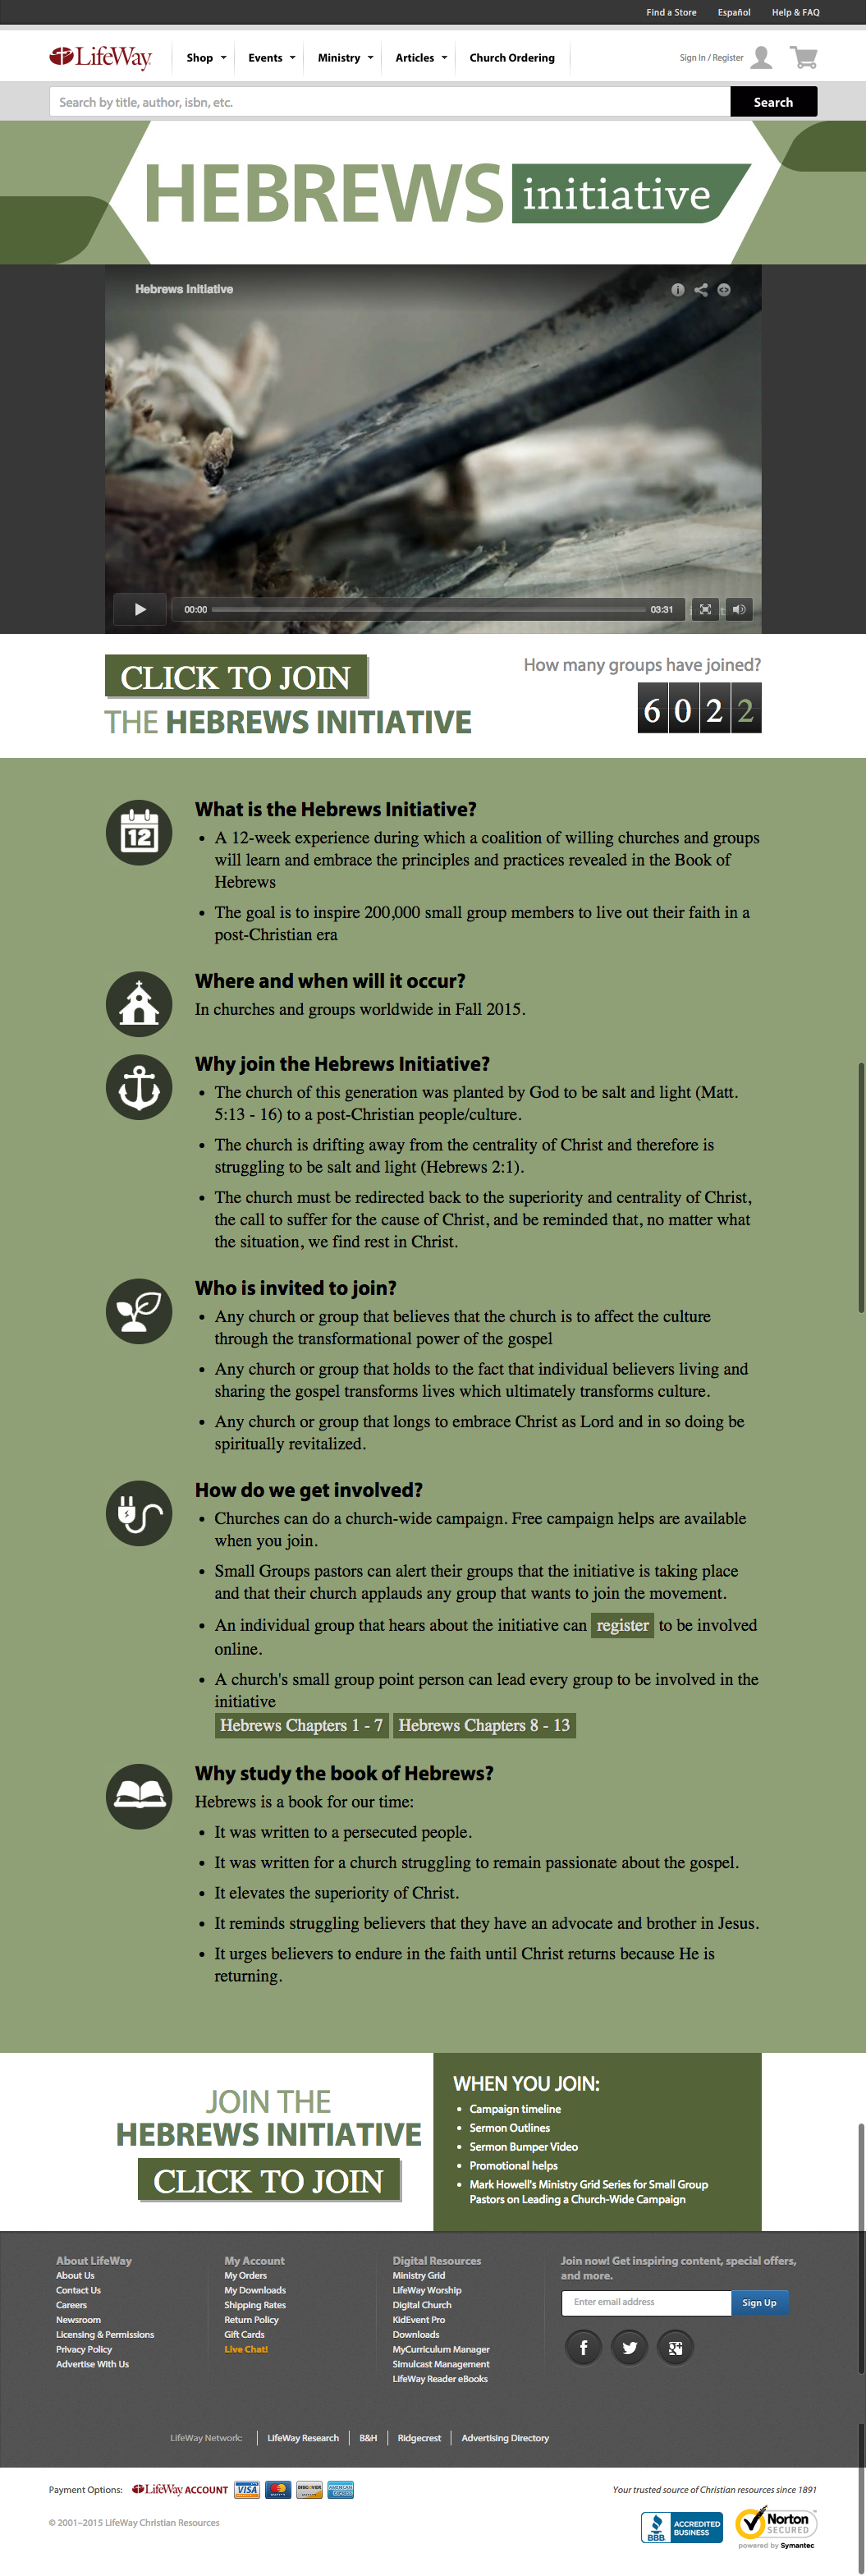 Find a Store Español Help & FAQ
LifeWay Shop Events Ministry Articles Church Ordering Sign In / Register
Search by title, author, isbn, etc. Search
HEBREWS initiative
Hebrews Initiative
00:00 03:31
CLICK TO JOIN
THE HEBREWS INITIATIVE
How many groups have joined?
6022
12
What is the Hebrews Initiative?
• A 12-week experience during which a coalition of willing churches and groups
will learn and embrace the principles and practices revealed in the Book of
Hebrews
• The goal is to inspire 200,000 small group members to live out their faith in a
post-Christian era
Where and when will it occur?
In churches and groups worldwide in Fall 2015.
Why join the Hebrews Initiative?
• The church of this generation was planted by God to be salt and light (Matt.
5:13 - 16) to a post-Christian people/culture.
• The church is drifting away from the centrality of Christ and therefore is
struggling to be salt and light (Hebrews 2:1).
• The church must be redirected back to the superiority and centrality of Christ,
the call to suffer for the cause of Christ, and be reminded that, no matter what
the situation, we find rest in Christ.
Who is invited to join?
• Any church or group that believes that the church is to affect the culture
through the transformational power of the gospel
• Any church or group that holds to the fact that individual believers living and
sharing the gospel transforms lives which ultimately transforms culture.
• Any church or group that longs to embrace Christ as Lord and in so doing be
spiritually revitalized.
How do we get involved?
• Churches can do a church-wide campaign. Free campaign helps are available
when you join.
• Small Groups pastors can alert their groups that the initiative is taking place
and that their church applauds any group that wants to join the movement.
• An individual group that hears about the initiative can register to be involved
online.
• A church's small group point person can lead every group to be involved in the
initiative
Hebrews Chapters 1 - 7 Hebrews Chapters 8 - 13
Why study the book of Hebrews?
Hebrews is a book for our time:
• It was written to a persecuted people.
• It was written for a church struggling to remain passionate about the gospel.
• It elevates the superiority of Christ.
• It reminds struggling believers that they have an advocate and brother in Jesus.
• It urges believers to endure in the faith until Christ returns because He is
returning.
JOIN THE
HEBREWS INITIATIVE
CLICK TO JOIN
WHEN YOU JOIN:
• Campaign timeline
• Sermon Outlines
• Sermon Bumper Video
• Promotional helps
• Mark Howell's Ministry Grid Series for Small Group
Pastors on Leading a Church-Wide Campaign
About LifeWay
About Us
Contact Us
Careers
Newsroom
Licensing & Permissions
Privacy Policy
Advertise With Us
My Account
My Orders
My Downloads
Shipping Rates
Return Policy
Gift Cards
Live Chat!
Digital Resources
Ministry Grid
LifeWay Worship
Digital Church
KidEvent Pro
Downloads
MyCurriculum Manager
Simulcast Management
LifeWay Reader eBooks
Join now! Get inspiring content, special offers,
and more.
Enter email address Sign Up
LifeWay Network: LifeWay Research B&H Ridgecrest Advertising Directory
Payment Options: LifeWay ACCOUNT VISA MasterCard DISCOVER AMERICAN EXPRESS
Your trusted source of Christian resources since 1891
© 2001–2015 LifeWay Christian Resources
BBB ACCREDITED
BUSINESS
Norton
SECURED
powered by Symantec